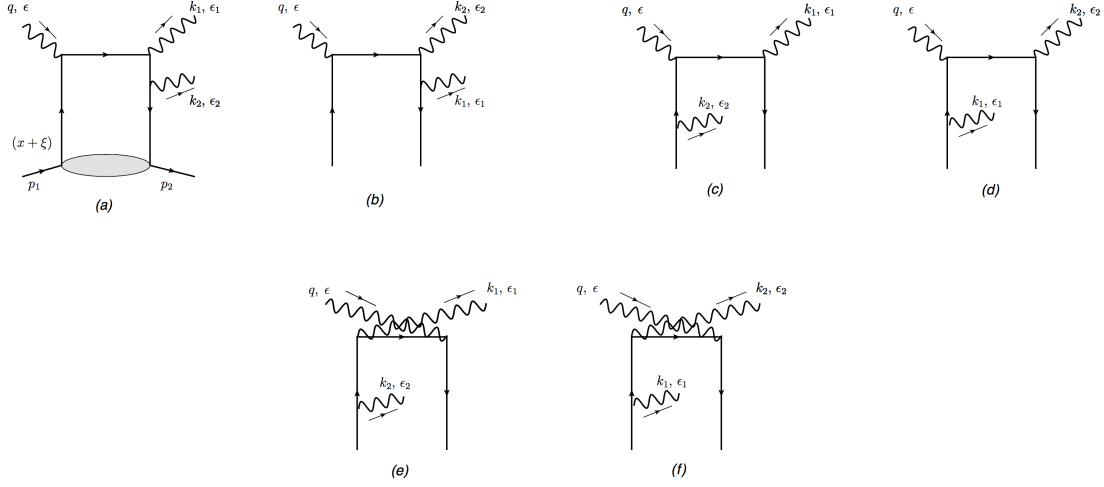 q, ϵ
k₁, ϵ₁
k₂, ϵ₂
(x + ξ)
p₁
p₂
(a)
q, ϵ
k₂, ϵ₂
k₁, ϵ₁
(b)
q, ϵ
k₁, ϵ₁
k₂, ϵ₂
(c)
q, ϵ
k₂, ϵ₂
k₁, ϵ₁
(d)
q, ϵ
k₁, ϵ₁
k₂, ϵ₂
(e)
q, ϵ
k₂, ϵ₂
k₁, ϵ₁
(f)